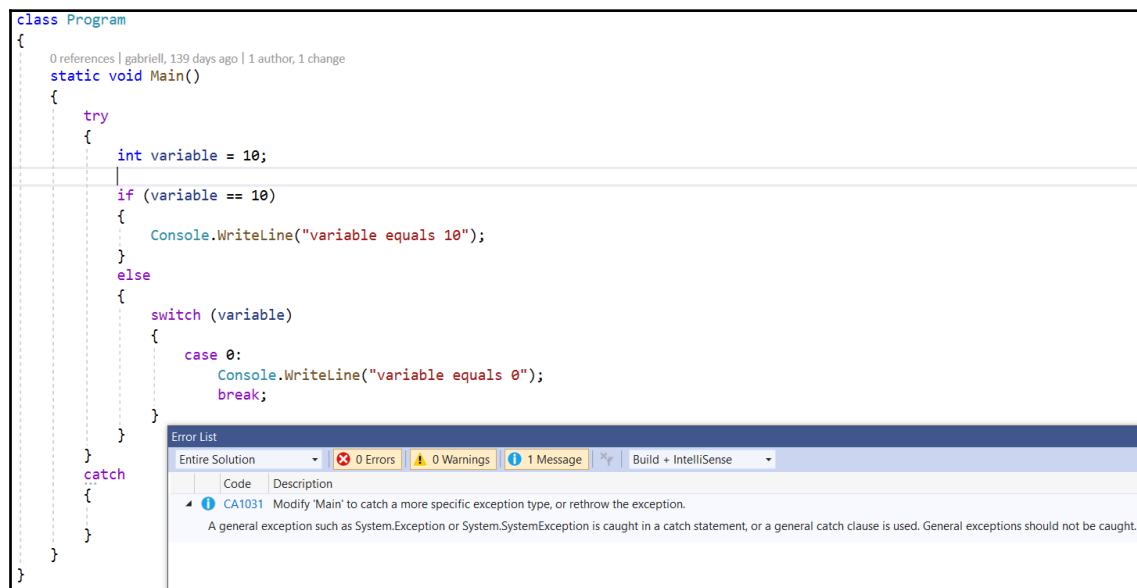 class Program
{
0 references | gabriell, 139 days ago | 1 author, 1 change
static void Main()
{
try
{
int variable = 10;
if (variable == 10)
{
Console.WriteLine("variable equals 10");
}
else
{
switch (variable)
{
case 0:
Console.WriteLine("variable equals 0");
break;
}
}
}
catch
{
}
}
}
Error List
Entire Solution 0 Errors 0 Warnings 1 Message Build + IntelliSense
Code Description
CA1031 Modify 'Main' to catch a more specific exception type, or rethrow the exception.
A general exception such as System.Exception or System.SystemException is caught in a catch statement, or a general catch clause is used. General exceptions should not be caught.